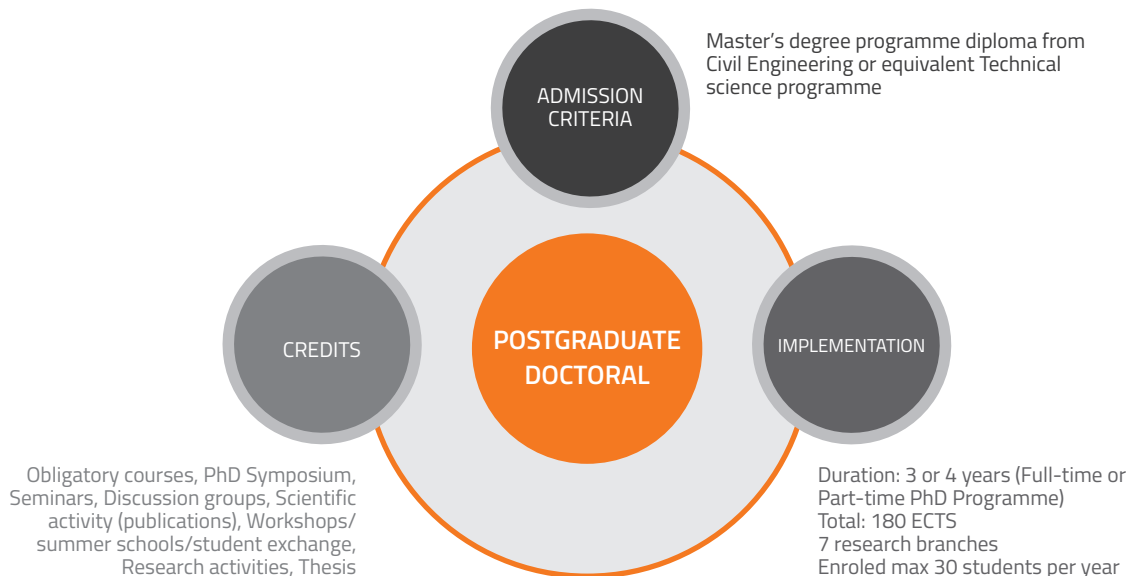 Master's degree programme diploma from
Civil Engineering or equivalent Technical
science programme
ADMISSION
CRITERIA
CREDITS
POSTGRADUATE
DOCTORAL
IMPLEMENTATION
Obligatory courses, PhD Symposium,
Seminars, Discussion groups, Scientific
activity (publications), Workshops/
summer schools/student exchange,
Research activities, Thesis
Duration: 3 or 4 years (Full-time or
Part-time PhD Programme)
Total: 180 ECTS
7 research branches
Enroled max 30 students per year